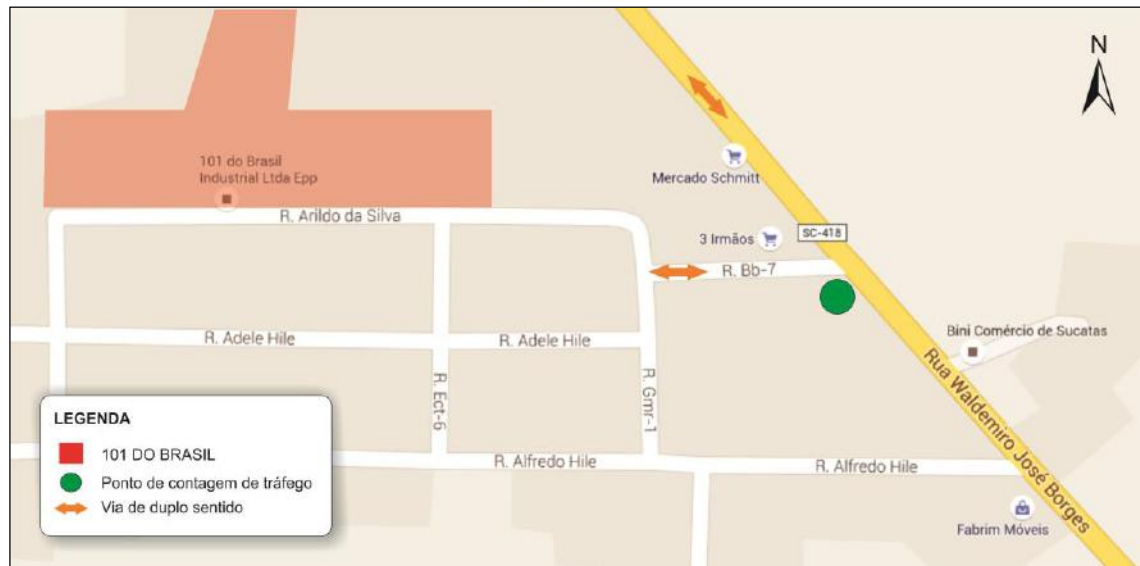 N
Mercado Schmitt
101 do Brasil
Industrial Ltda Epp
R. Arildo da Silva
3 Irmãos
SC-418
R. Bb-7
Bini Comércio de Sucatas
R. Adele Hile
R. Adele Hile
Rua Waldemiro José Borges
R. Ect-6
R. Gmr-1
LEGENDA
101 DO BRASIL
Ponto de contagem de tráfego
Via de duplo sentido
R. Alfredo Hile
R. Alfredo Hile
Fabrim Móveis